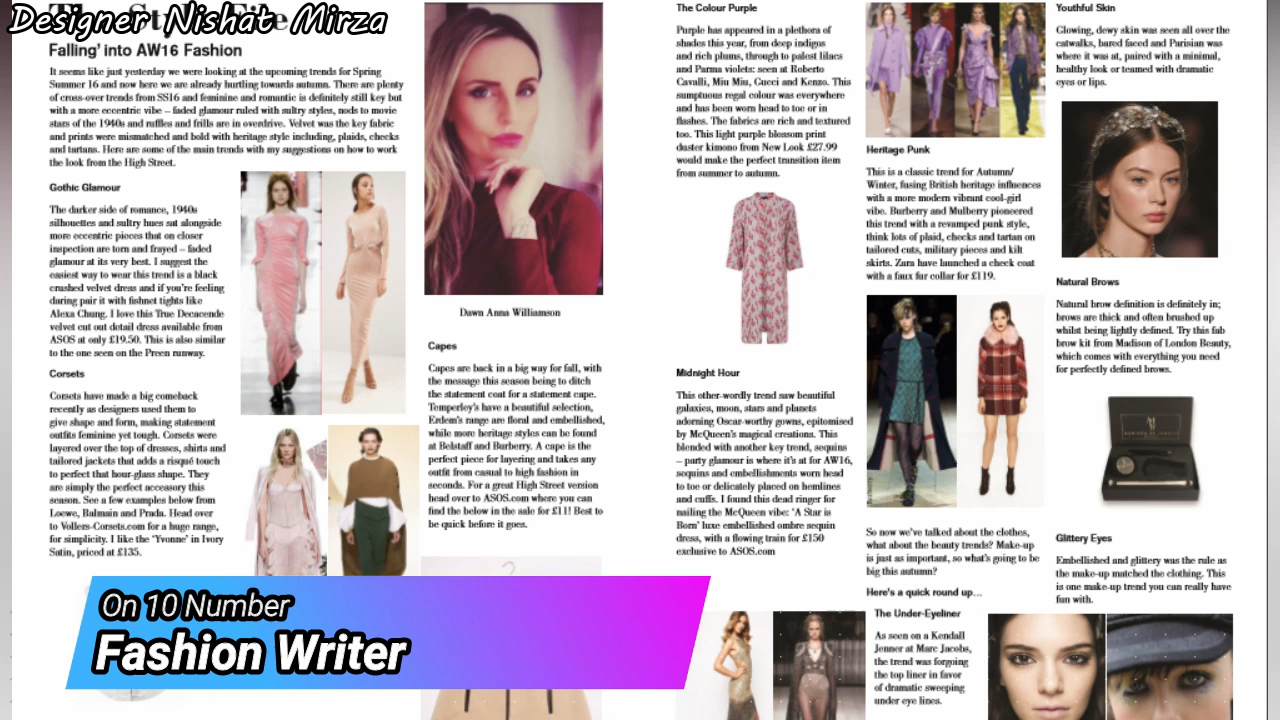 Designer Nishat Mirza
Falling' into AW16 Fashion
It seems like just yesterday we were looking at the upcoming trends for Spring
Summer 16 and now here we are already hurtling towards autumn. There are plenty
of cross-over trends from SS16 and feminine and romantic is definitely still key but
with a more eccentric vibe – faded glamour ruled with sultry styles, nods to movie
stars of the 1940s and ruffles and frills are in overdrive. Velvet was the key fabric
and prints were mismatched and bold with heritage style including, plaids, checks
and tartans. Here are some of the main trends with my suggestions on how to work
the look from the High Street.
Gothic Glamour
The darker side of romance, 1940s
silhouettes and sultry hues sat alongside
more eccentric pieces that on closer
inspection are torn and frayed – faded
glamour at its very best. I suggest the
easiest way to wear this trend is a black
crushed velvet dress and if you're feeling
daring pair it with fishnet tights like
Alexa Chung. I love this True Decacende
velvet cut out detail dress available from
ASOS at only £19.50. This is also similar
to the one seen on the Preen runway.
Corsets
Corsets have made a big comeback
recently as designers used them to
give shape and form, making statement
outfits feminine yet tough. Corsets were
layered over the top of dresses, shirts and
tailored jackets that adds a risqué touch
to perfect that hour-glass shape. They
are simply the perfect accessory this
season. See a few examples below from
Loewe, Balmain and Prada. Head over
to Vollers-Corsets.com for a huge range,
for simplicity. I like the 'Yvonne' in Ivory
Satin, priced at £135.
Dawn Anna Williamson
Capes
Capes are back in a big way for fall, with
the message this season being to ditch
the statement coat for a statement cape.
Temperley's have a beautiful selection,
Erdem's range are floral and embellished,
while more heritage styles can be found
at Belstaff and Burberry. A cape is the
perfect piece for layering and takes any
outfit from casual to high fashion in
seconds. For a great High Street version
head over to ASOS.com where you can
find the below in the sale for £11! Best to
be quick before it goes.
The Colour Purple
Purple has appeared in a plethora of
shades this year, from deep indigos
and rich plums, through to palest lilacs
and Parma violets: seen at Roberto
Cavalli, Miu Miu, Gucci and Kenzo. This
sumptuous regal colour was everywhere
and has been worn head to toe or in
flashes. The fabrics are rich and textured
too. This light purple blossom print
duster kimono from New Look £27.99
would make the perfect transition item
from summer to autumn.
Midnight Hour
This other-wordly trend saw beautiful
galaxies, moon, stars and planets
adorning Oscar-worthy gowns, epitomised
by McQueen's magical creations. This
blended with another key trend, sequins
– party glamour is where it's at for AW16,
sequins and embellishments worn head
to toe or delicately placed on hemlines
and cuffs. I found this dead ringer for
nailing the McQueen vibe: 'A Star is
Born' luxe embellished ombre sequin
dress, with a flowing train for £150
exclusive to ASOS.com
Heritage Punk
This is a classic trend for Autumn/
Winter, fusing British heritage influences
with a more modern vibrant cool-girl
vibe. Burberry and Mulberry pioneered
this trend with a revamped punk style,
think lots of plaid, checks and tartan on
tailored cuts, military pieces and kilt
skirts. Zara have launched a check coat
with a faux fur collar for £119.
So now we've talked about the clothes,
what about the beauty trends? Make-up
is just as important, so what's going to be
big this autumn?
Here's a quick round up...
The Under-Eyeliner
As seen on a Kendall
Jenner at Marc Jacobs,
the trend was forgoing
the top liner in favor
of dramatic sweeping
under eye lines.
Youthful Skin
Glowing, dewy skin was seen all over the
catwalks, bared faced and Parisian was
where it was at, paired with a minimal,
healthy look or teamed with dramatic
eyes or lips.
Natural Brows
Natural brow definition is definitely in;
brows are thick and often brushed up
whilst being lightly defined. Try this fab
brow kit from Madison of London Beauty,
which comes with everything you need
for perfectly defined brows.
Glittery Eyes
Embellished and glittery was the rule as
the make-up matched the clothing. This
is one make-up trend you can really have
fun with.
On 10 Number
Fashion Writer